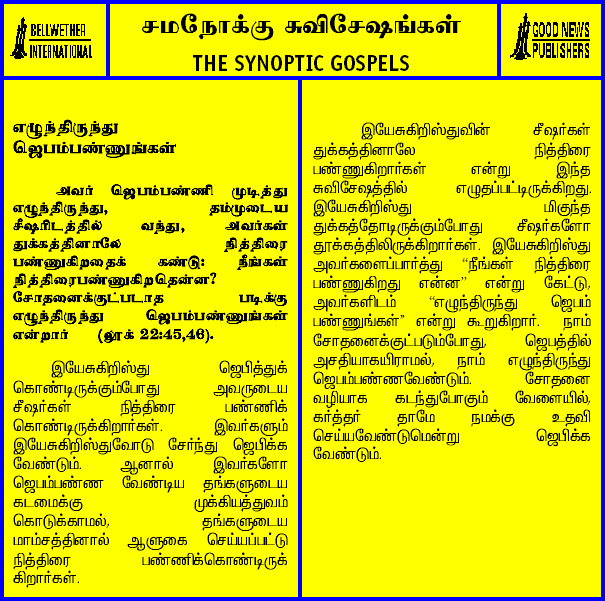 BELLWETHER
INTERNATIONAL
சமநோக்கு சுவிசேஷங்கள்
THE SYNOPTIC GOSPELS
GOOD NEWS
PUBLISHERS
எழுந்திருந்து
ஜெபம்பண்ணுங்கள்
அவர் ஜெபம்பண்ணி முடித்து
எழுந்திருந்து, தம்முடைய
சீஷரிடத்தில் வந்து, அவர்கள்
துக்கத்தினாலே நித்திரை
பண்ணுகிறதைக் கண்டு: நீங்கள்
நித்திரைபண்ணுகிறதென்ன?
சோதனைக்குட்படாத படிக்கு
எழுந்திருந்து ஜெபம்பண்ணுங்கள்
என்றார் (லூக் 22:45,46).
இயேசுகிறிஸ்து ஜெபித்துக்
கொண்டிருக்கும்போது அவருடைய
சீஷர்கள் நித்திரை பண்ணிக்
கொண்டிருக்கிறார்கள். இவர்களும்
இயேசுகிறிஸ்துவோடு சேர்ந்து ஜெபிக்க
வேண்டும். ஆனால் இவர்களோ
ஜெபம்பண்ண வேண்டிய தங்களுடைய
கடமைக்கு முக்கியத்துவம்
கொடுக்காமல், தங்களுடைய
மாம்சத்தினால் ஆளுகை செய்யப்பட்டு
நித்திரை பண்ணிக்கொண்டிருக்
கிறார்கள்.
இயேசுகிறிஸ்துவின் சீஷர்கள்
துக்கத்தினாலே நித்திரை
பண்ணுகிறார்கள் என்று இந்த
சுவிசேஷத்தில் எழுதப்பட்டிருக்கிறது.
இயேசுகிறிஸ்து மிகுந்த
துக்கத்தோடிருக்கும்போது சீஷர்களோ
தூக்கத்திலிருக்கிறார்கள். இயேசுகிறிஸ்து
அவர்களைப்பார்த்து “நீங்கள் நித்திரை
பண்ணுகிறது என்ன” என்று கேட்டு,
அவர்களிடம் “எழுந்திருந்து ஜெபம்
பண்ணுங்கள்” என்று கூறுகிறார். நாம்
சோதனைக்குட்படும்போது, ஜெபத்தில்
அசதியாகயிராமல், நாம் எழுந்திருந்து
ஜெபம்பண்ணவேண்டும். சோதனை
வழியாக கடந்துபோகும் வேளையில்,
கர்த்தர் தாமே நமக்கு உதவி
செய்யவேண்டுமென்று ஜெபிக்க
வேண்டும்.